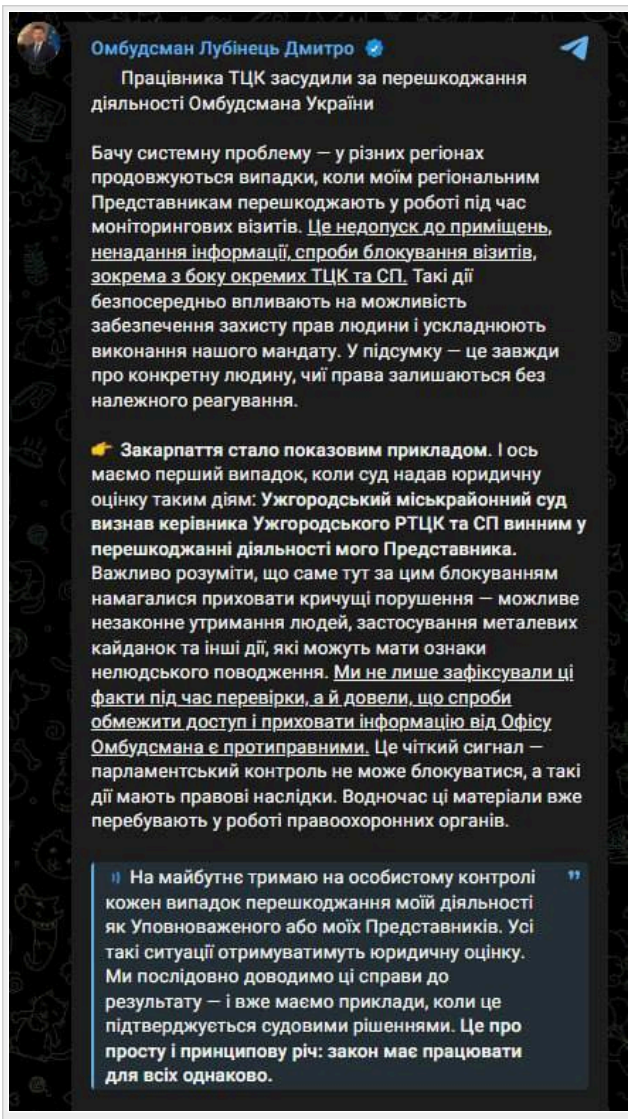 Омбудсман Лубінець Дмитро
Працівника ТЦК засудили за перешкоджання
діяльності Омбудсмана України
Бачу системну проблему — у різних регіонах
продовжуються випадки, коли моїм регіональним
Представникам перешкоджають у роботі під час
моніторингових візитів. Це недопуск до приміщень,
ненадання інформації, спроби блокування візитів,
зокрема з боку окремих ТЦК та СП. Такі дії
безпосередньо впливають на можливість
забезпечення захисту прав людини і ускладнюють
виконання нашого мандату. У підсумку — це завжди
про конкретну людину, чиї права залишаються без
належного реагування.
👉 Закарпаття стало показовим прикладом. І ось
маємо перший випадок, коли суд надав юридичну
оцінку таким діям: Ужгородський міськрайонний суд
визнав керівника Ужгородського РТЦК та СП винним у
перешкоджанні діяльності мого Представника.
Важливо розуміти, що саме тут за цим блокуванням
намагалися приховати кричущі порушення — можливе
незаконне утримання людей, застосування металевих
кайданок та інші дії, які можуть мати ознаки
нелюдського поводження. Ми не лише зафіксували ці
факти під час перевірки, а й довели, що спроби
обмежити доступ і приховати інформацію від Офісу
Омбудсмана є протиправними. Це чіткий сигнал —
парламентський контроль не може блокуватися, а такі
дії мають правові наслідки. Водночас ці матеріали вже
перебувають у роботі правоохоронних органів.
На майбутнє тримаю на особистому контролі
кожен випадок перешкоджання моїй діяльності
як Уповноваженого або моїх Представників. Усі
такі ситуації отримуватимуть юридичну оцінку.
Ми послідовно доводимо ці справи до
результату — і вже маємо приклади, коли це
підтверджується судовими рішеннями. Це про
просту і принципову річ: закон має працювати
для всіх однаково.